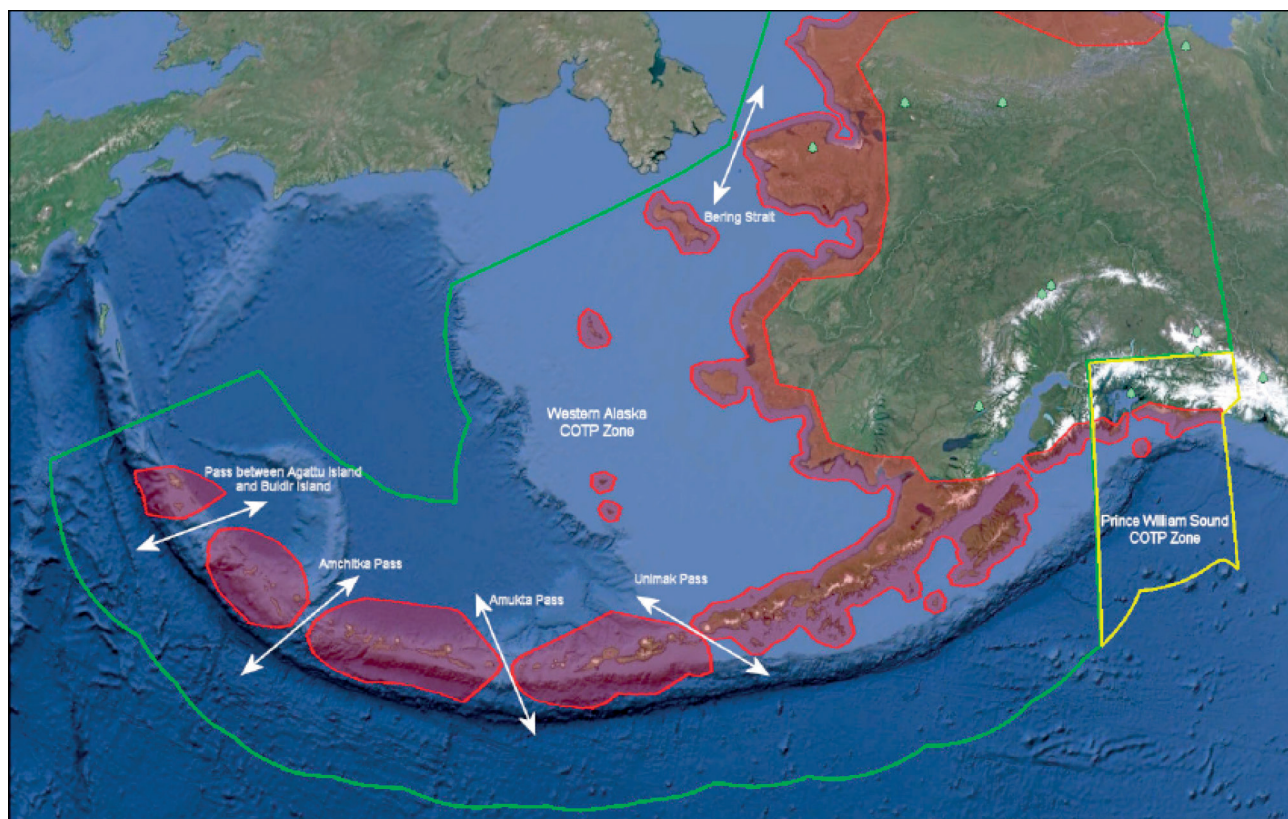 Bering Strait
Western Alaska
COTP Zone
Pass between Agattu Island
and Buldir Island
Prince William Sound
COTP Zone
Amchitka Pass
Unimak Pass
Amukta Pass